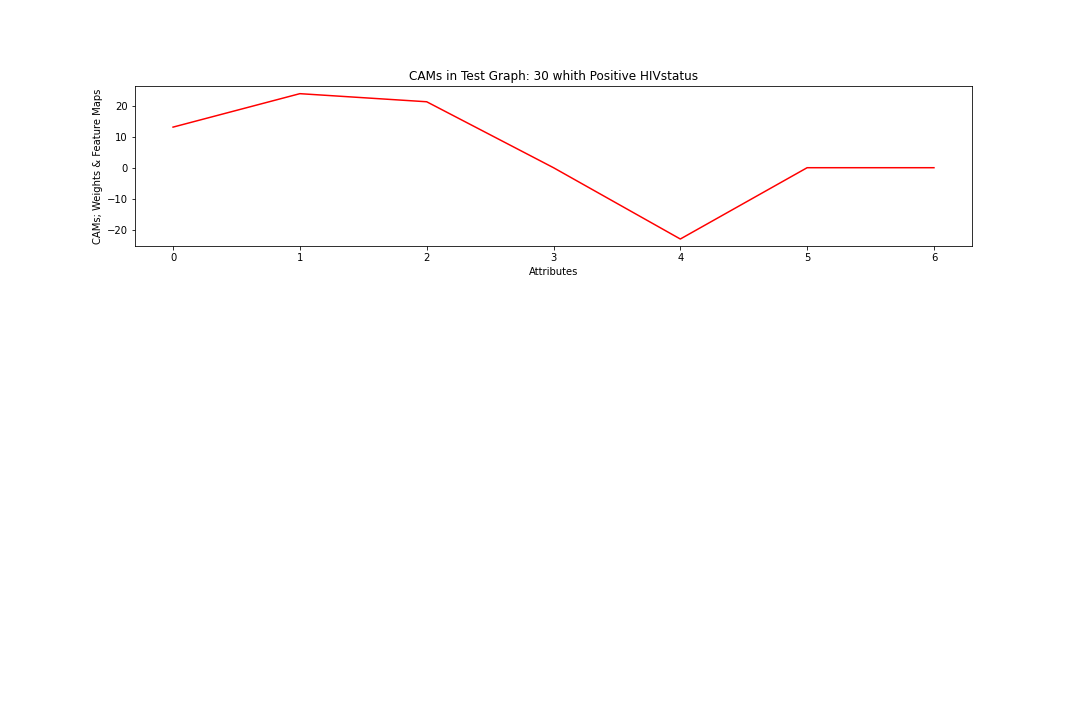 CAMs in Test Graph: 30 whith Positive HIVstatus
CAMs; Weights & Feature Maps
20
10
0
−10
−20
0 1 2 3 4 5 6
Attributes